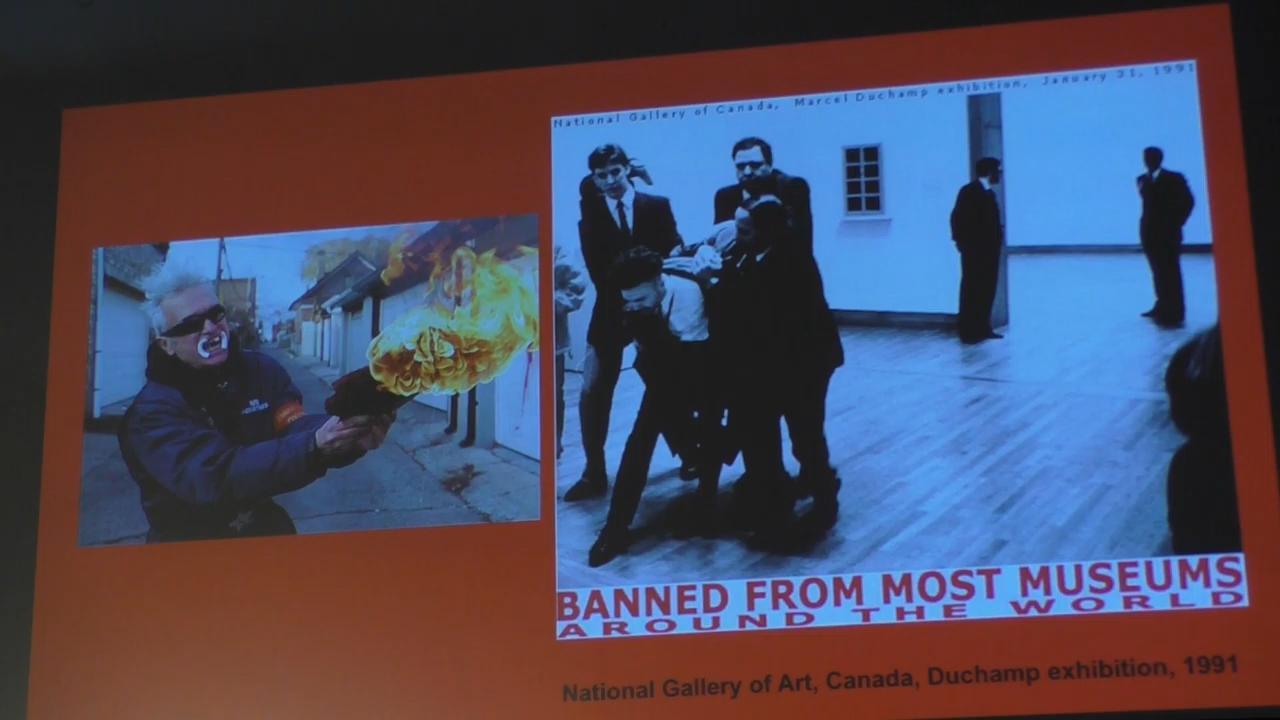 National Gallery of Canada, Marcel Duchamp exhibition, January 31, 1991
BANNED FROM MOST MUSEUMS
AROUND THE WORLD
National Gallery of Art, Canada, Duchamp exhibition, 1991